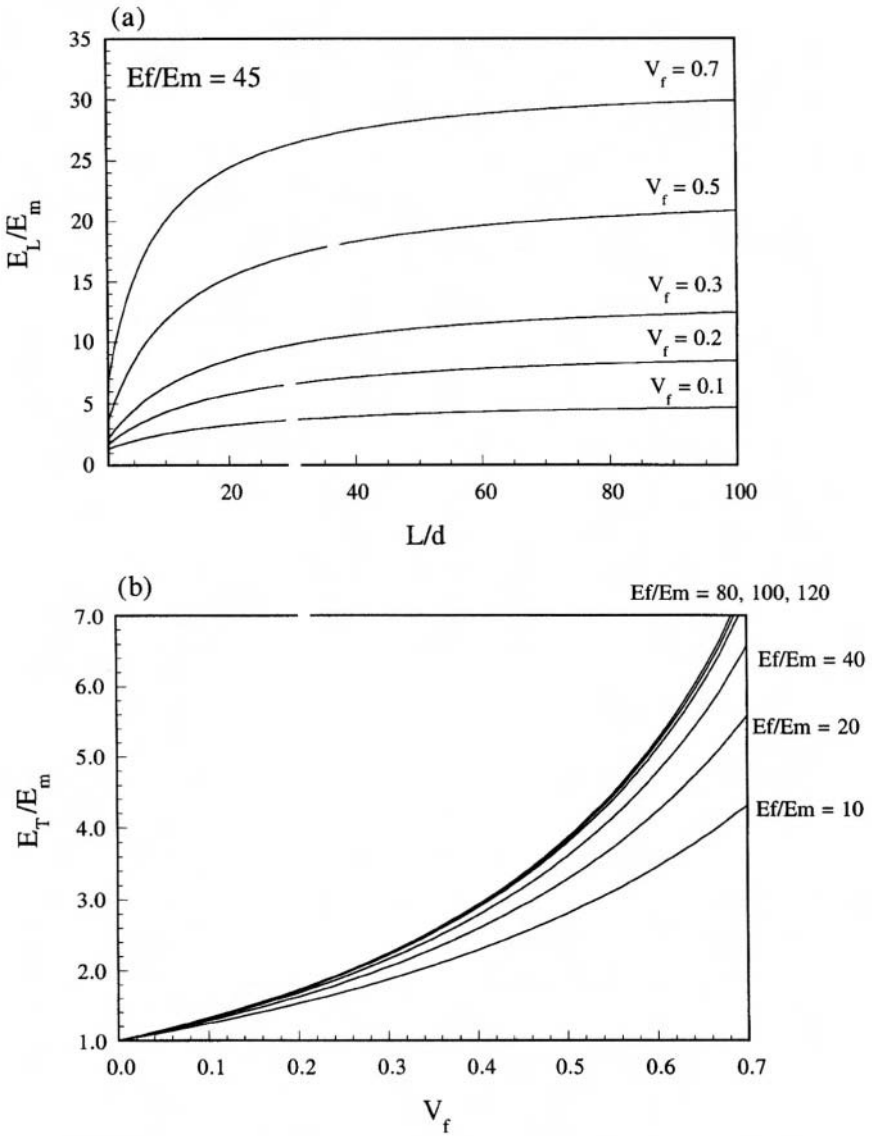 (a)
35
Ef/Em = 45
V_f = 0.7
30
25
V_f = 0.5
20
E_L/E_m
15
V_f = 0.3
10
V_f = 0.2
5
V_f = 0.1
0
20 40 60 80 100
L/d
(b)
Ef/Em = 80, 100, 120
7.0
Ef/Em = 40
6.0
Ef/Em = 20
5.0
E_T/E_m
4.0
Ef/Em = 10
3.0
2.0
1.0
0.0 0.1 0.2 0.3 0.4 0.5 0.6 0.7
V_f